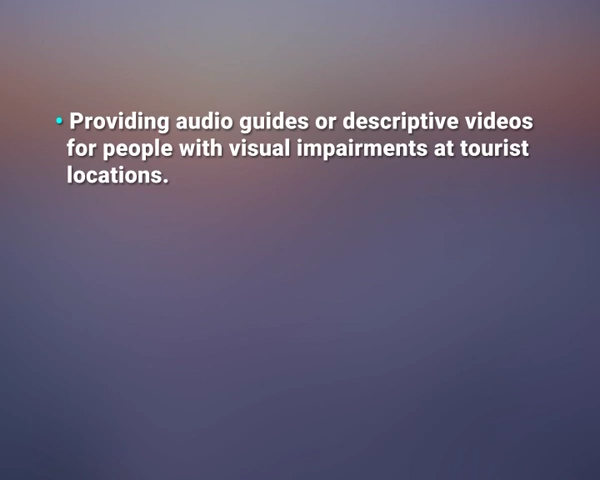 • Providing audio guides or descriptive videos
for people with visual impairments at tourist
locations.